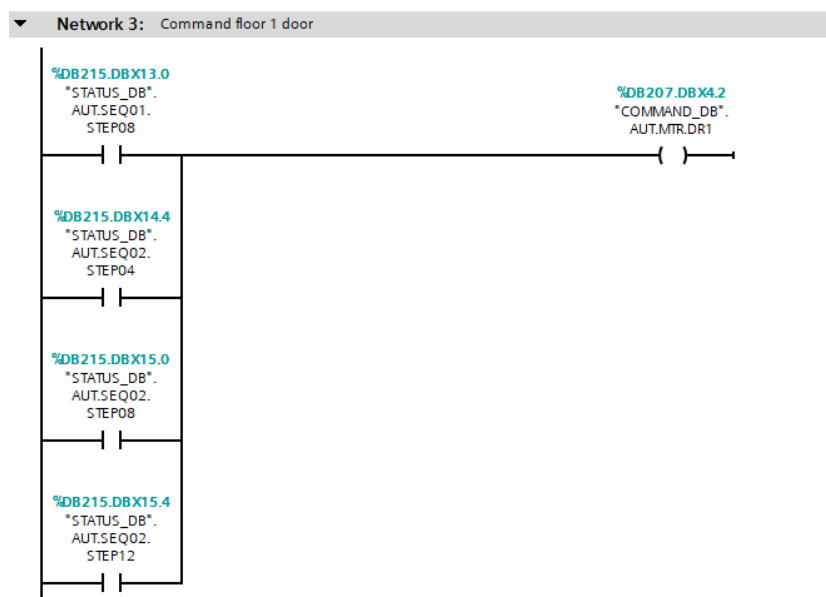 Network 3: Command floor 1 door
%DB215.DBX13.0
"STATUS_DB".
AUT.SEQ01.
STEP08
%DB207.DBX4.2
"COMMAND_DB".
AUT.MTR.DR1
%DB215.DBX14.4
"STATUS_DB".
AUT.SEQ02.
STEP04
%DB215.DBX15.0
"STATUS_DB".
AUT.SEQ02.
STEP08
%DB215.DBX15.4
"STATUS_DB".
AUT.SEQ02.
STEP12